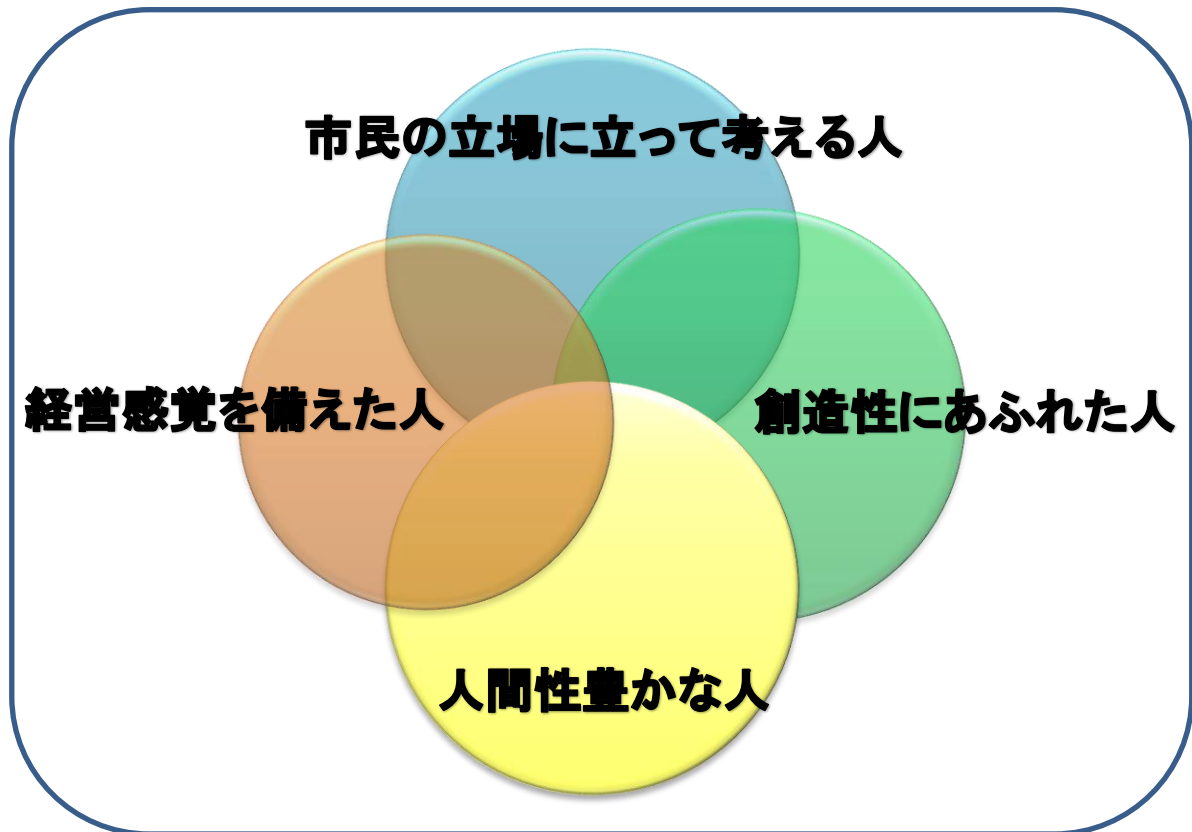 市民の立場に立って考える人
経営感覚を備えた人
創造性にあふれた人
人間性豊かな人